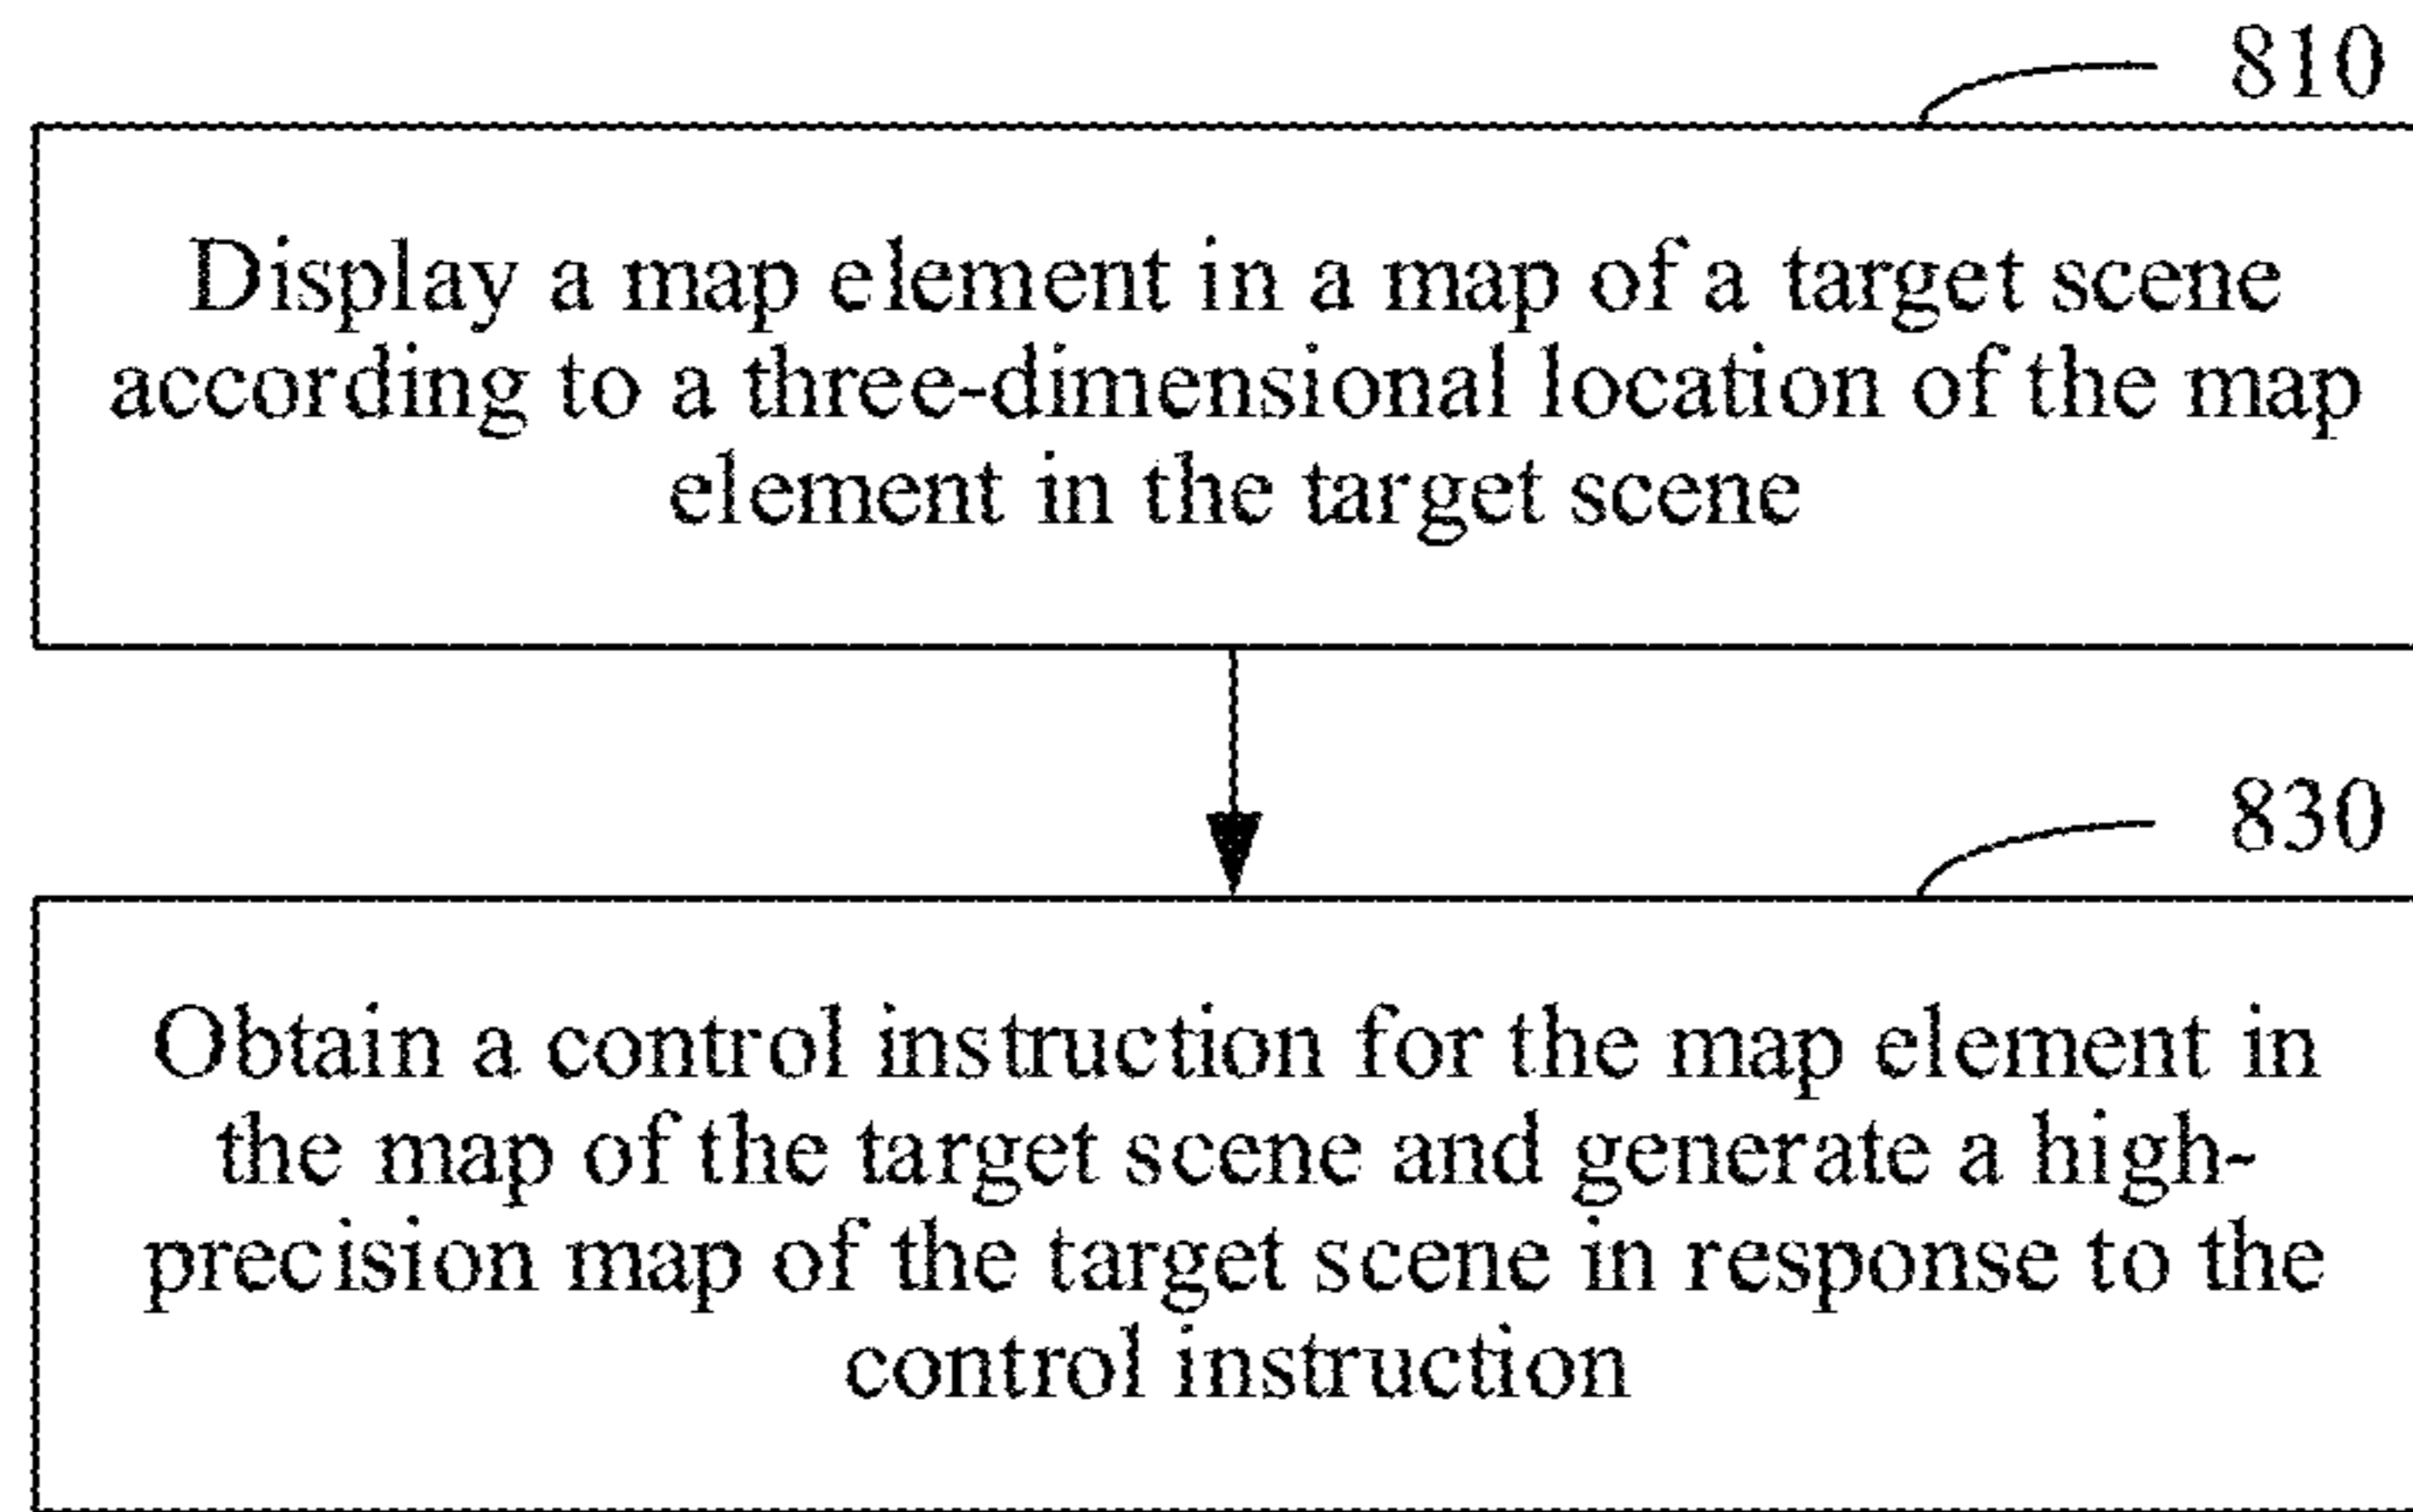 810
Display a map element in a map of a target scene
according to a three-dimensional location of the map
element in the target scene
830
Obtain a control instruction for the map element in
the map of the target scene and generate a high-
precision map of the target scene in response to the
control instruction